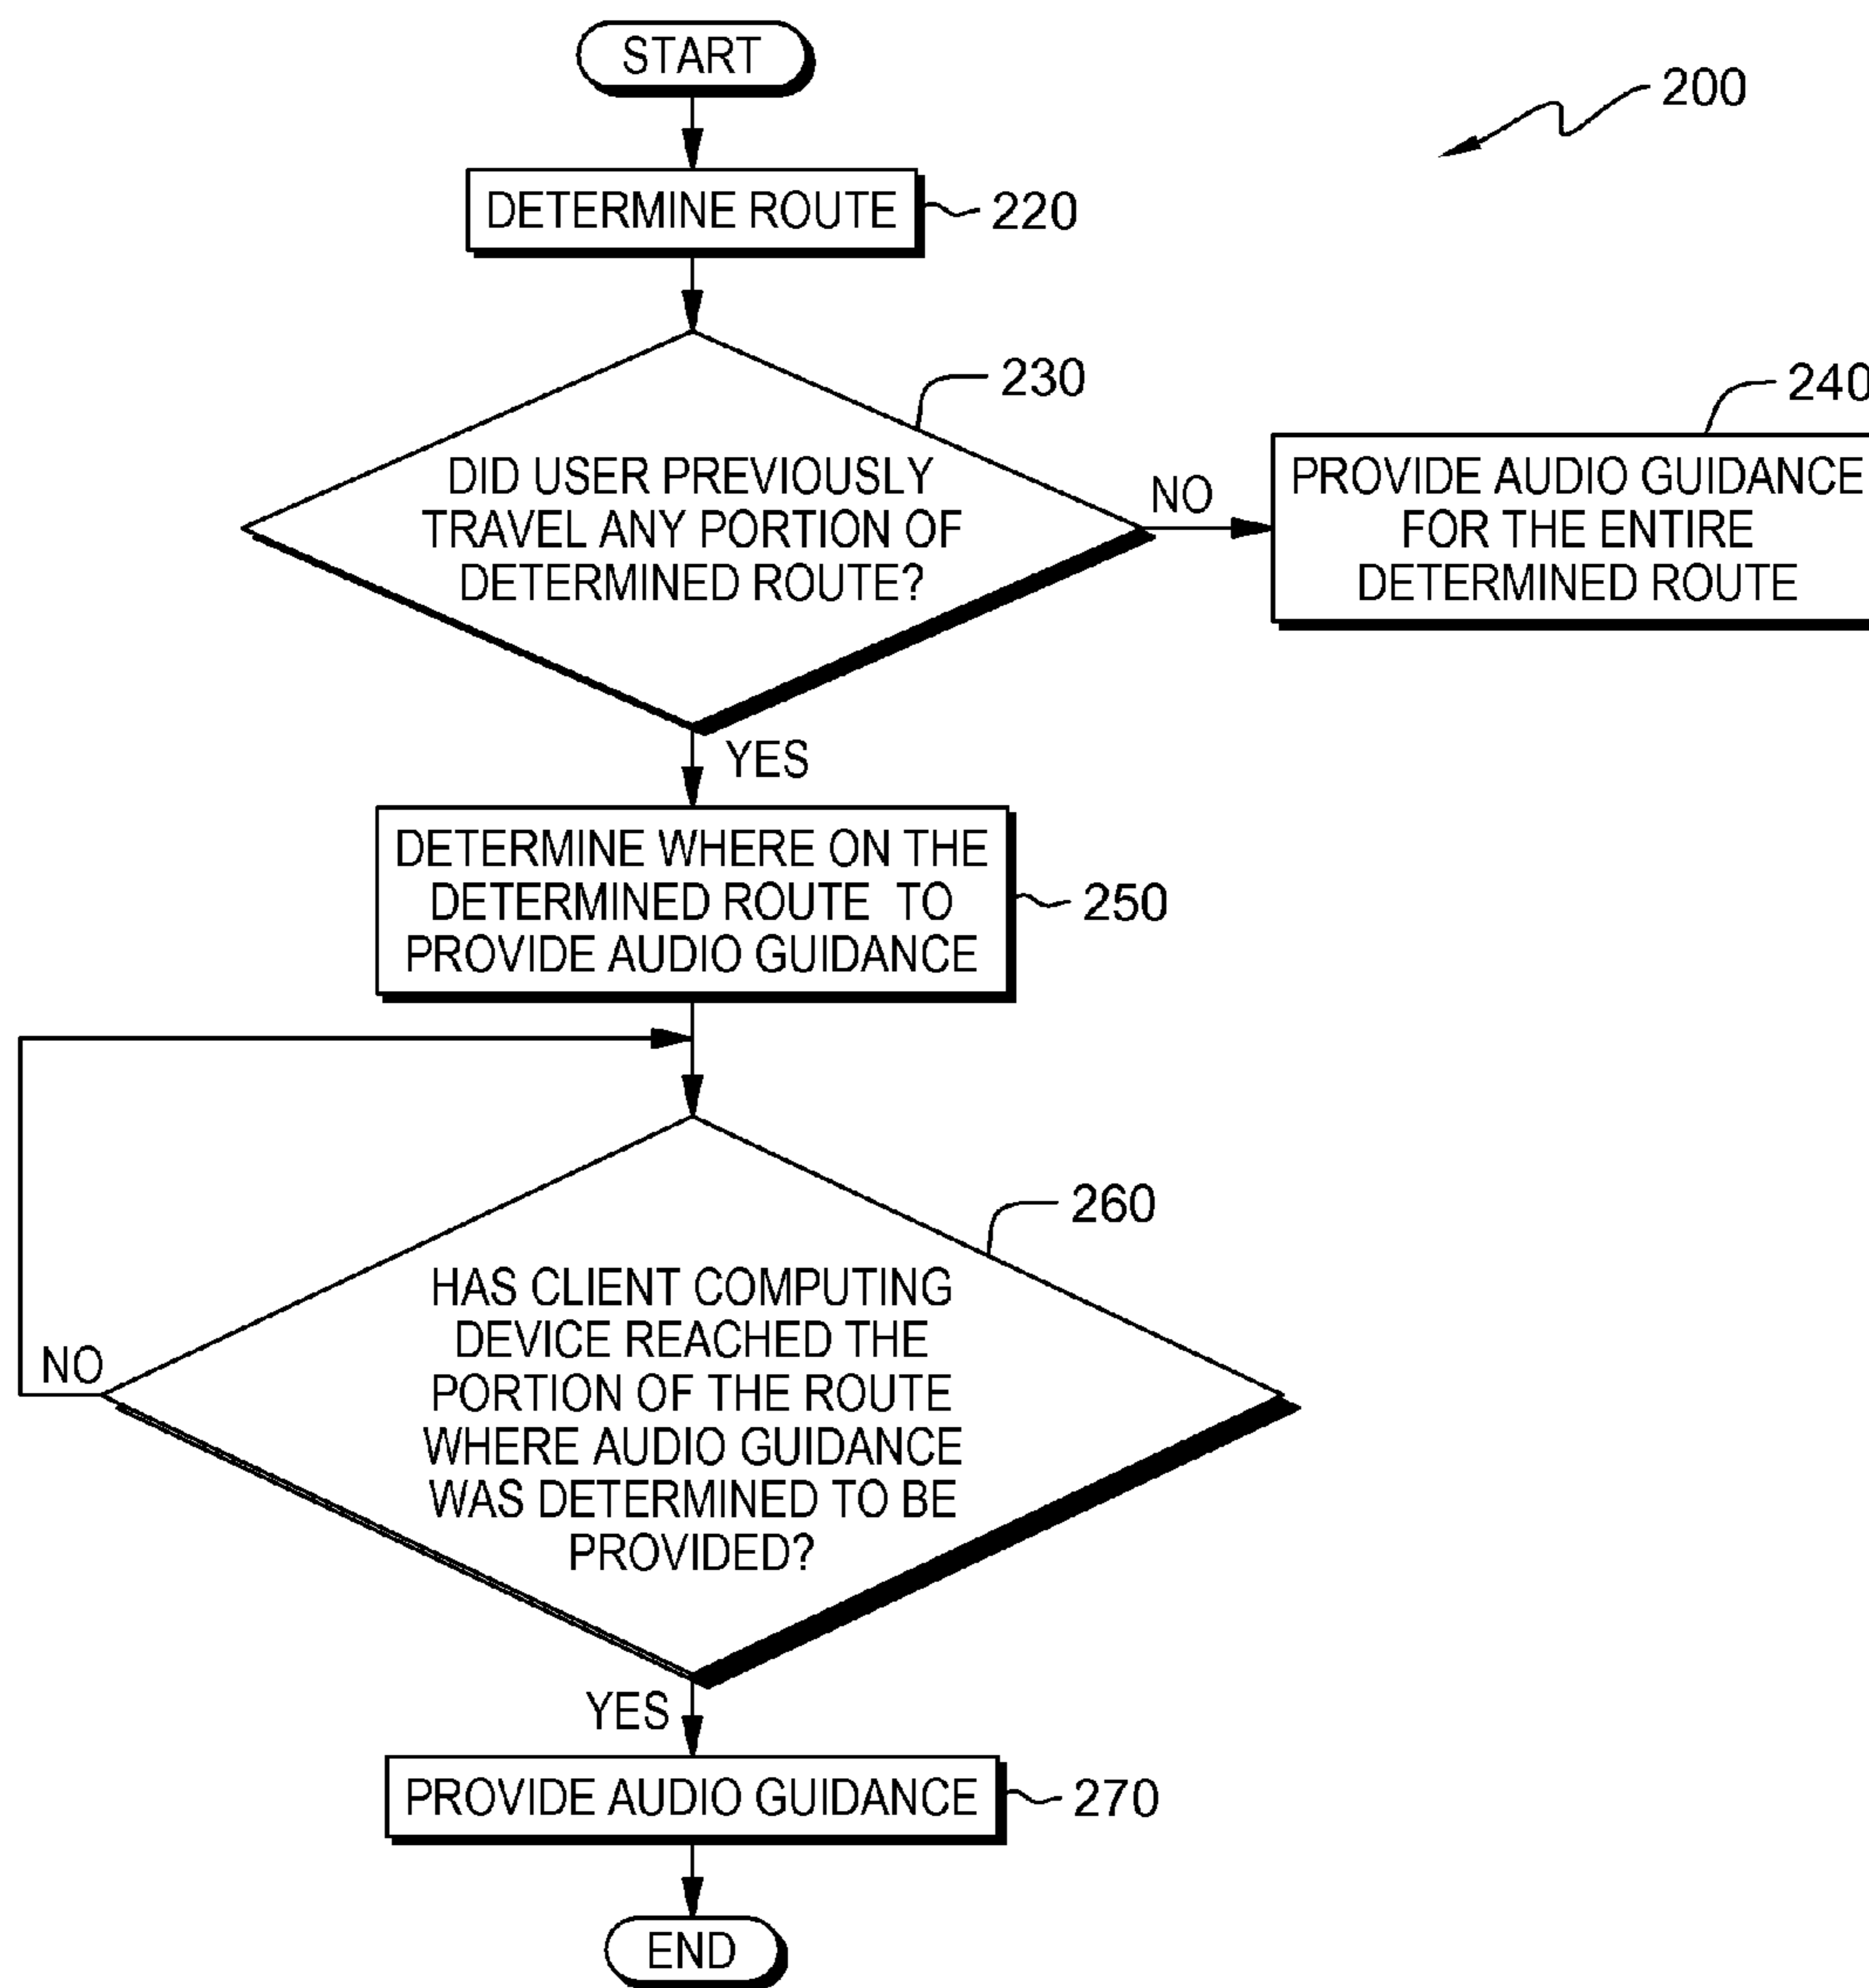 START
200
DETERMINE ROUTE
220
230
DID USER PREVIOUSLY
TRAVEL ANY PORTION OF
DETERMINED ROUTE?
NO
240
PROVIDE AUDIO GUIDANCE
FOR THE ENTIRE
DETERMINED ROUTE
YES
DETERMINE WHERE ON THE
DETERMINED ROUTE TO
PROVIDE AUDIO GUIDANCE
250
260
HAS CLIENT COMPUTING
DEVICE REACHED THE
PORTION OF THE ROUTE
WHERE AUDIO GUIDANCE
WAS DETERMINED TO BE
PROVIDED?
NO
YES
PROVIDE AUDIO GUIDANCE
270
END